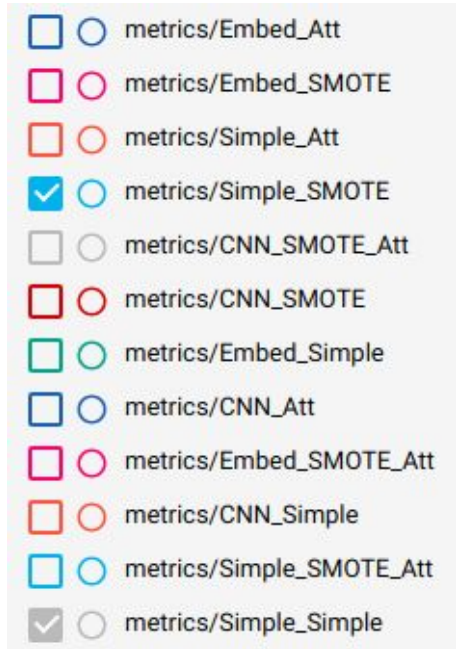 metrics/Embed_Att
metrics/Embed_SMOTE
metrics/Simple_Att
metrics/Simple_SMOTE
metrics/CNN_SMOTE_Att
metrics/CNN_SMOTE
metrics/Embed_Simple
metrics/CNN_Att
metrics/Embed_SMOTE_Att
metrics/CNN_Simple
metrics/Simple_SMOTE_Att
metrics/Simple_Simple